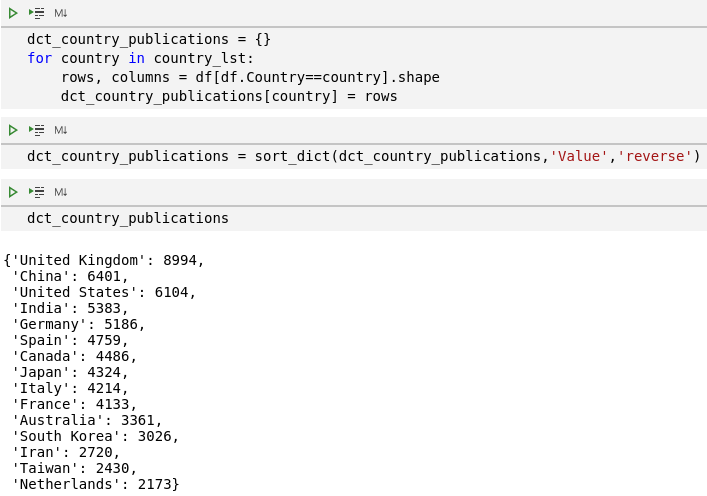 M↓
dct_country_publications = {}
for country in country_lst:
    rows, columns = df[df.Country==country].shape
    dct_country_publications[country] = rows
M↓
dct_country_publications = sort_dict(dct_country_publications,'Value','reverse')
M↓
dct_country_publications
{'United Kingdom': 8994,
 'China': 6401,
 'United States': 6104,
 'India': 5383,
 'Germany': 5186,
 'Spain': 4759,
 'Canada': 4486,
 'Japan': 4324,
 'Italy': 4214,
 'France': 4133,
 'Australia': 3361,
 'South Korea': 3026,
 'Iran': 2720,
 'Taiwan': 2430,
 'Netherlands': 2173}